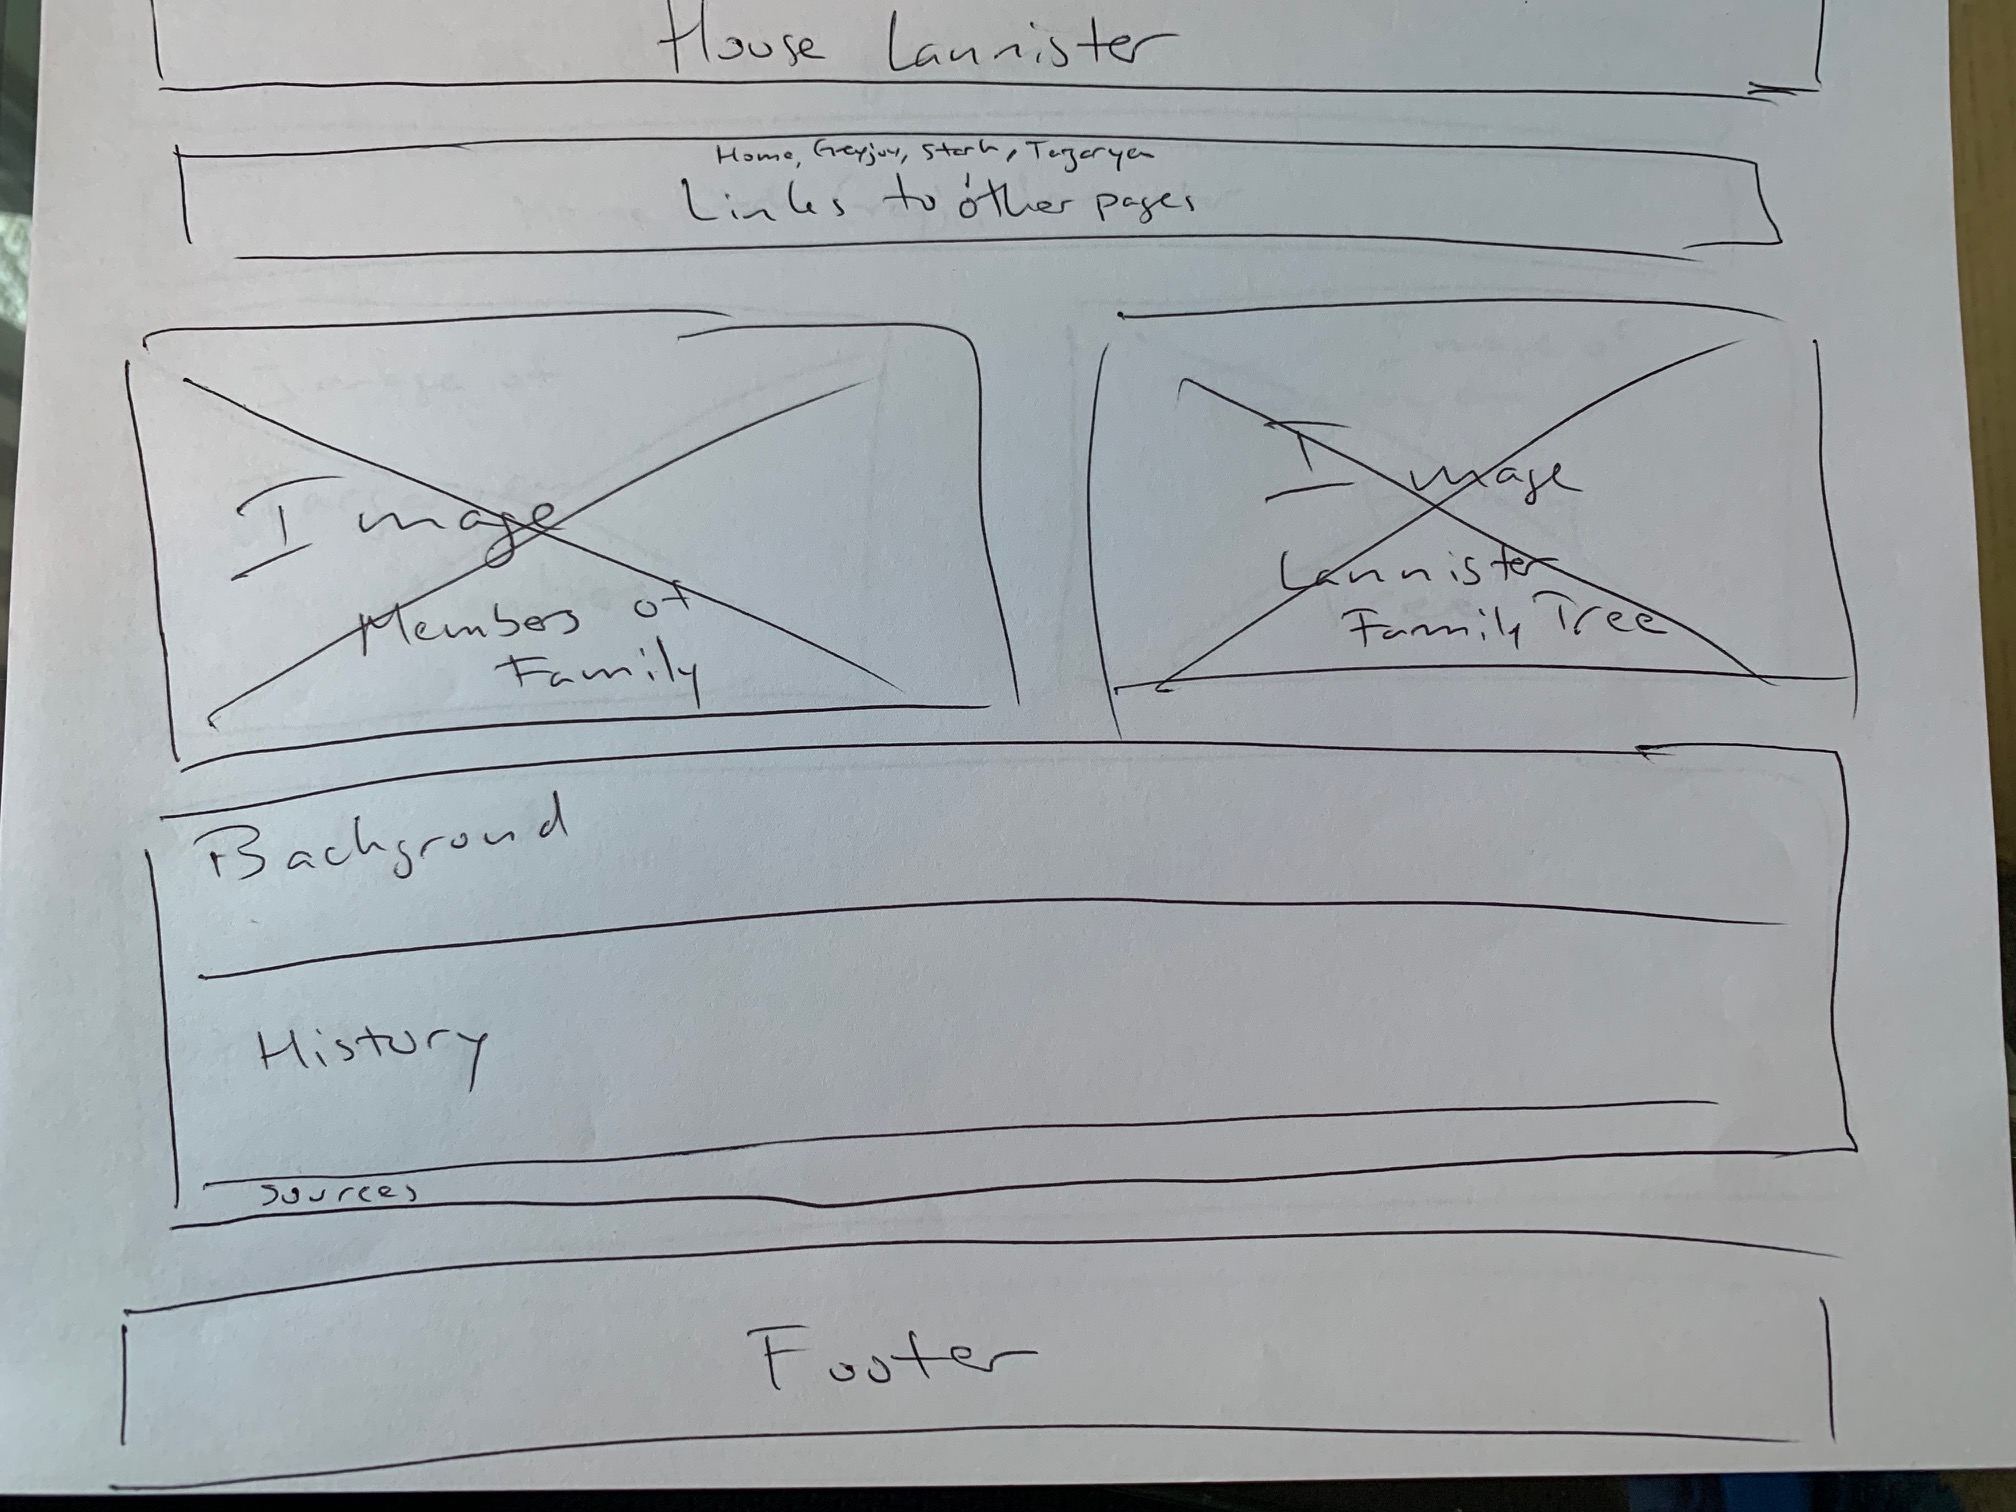 House Lannister
Home, Greyjoy, Stark, Targaryen
Links to other pages
Image
Members of
Family
Image
Lannister
Family Tree
Background
History
Sources
Footer